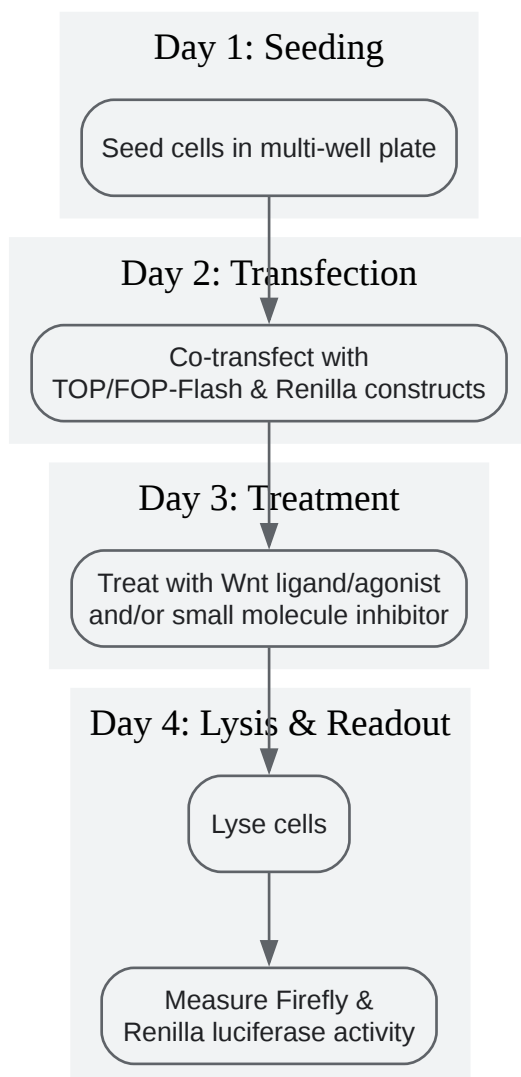 Day 1: Seeding
Seed cells in multi-well plate
Day 2: Transfection
Co-transfect with
TOP/FOP-Flash & Renilla constructs
Day 3: Treatment
Treat with Wnt ligand/agonist
and/or small molecule inhibitor
Day 4: Lysis & Readout
Lyse cells
Measure Firefly &
Renilla luciferase activity